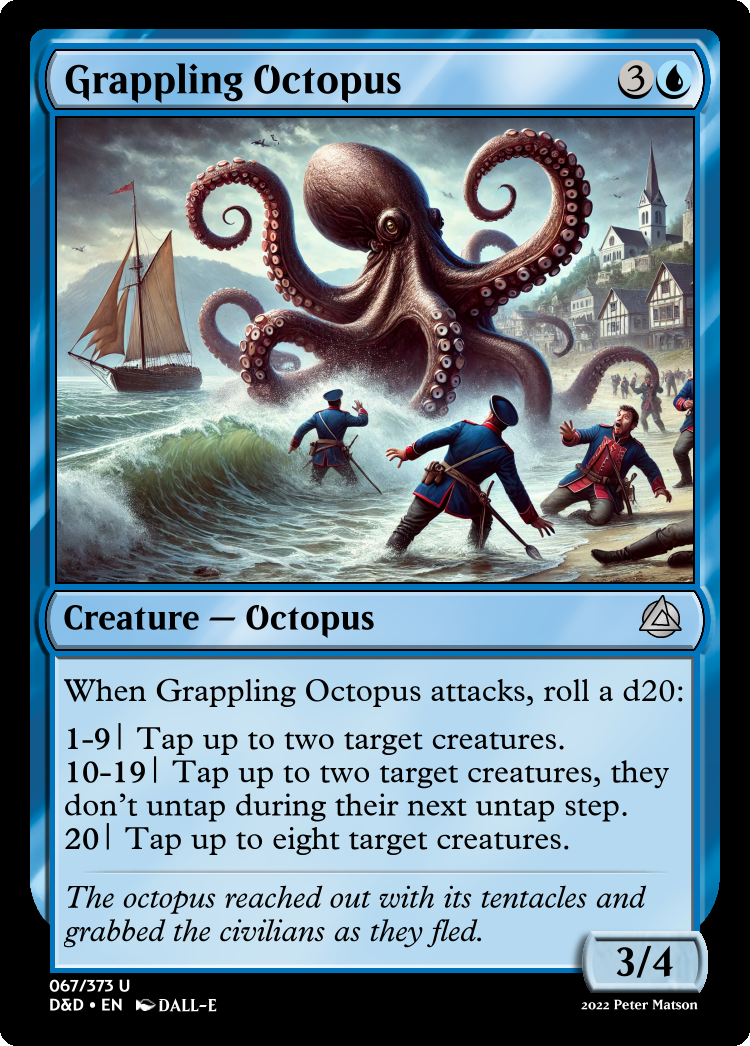 Grappling Octopus 3
Creature — Octopus
When Grappling Octopus attacks, roll a d20:
1-9| Tap up to two target creatures.
10-19| Tap up to two target creatures, they
don't untap during their next untap step.
20| Tap up to eight target creatures.
The octopus reached out with its tentacles and
grabbed the civilians as they fled.
3/4
067/373 U
D&D • EN DALL-E
2022 Peter Matson